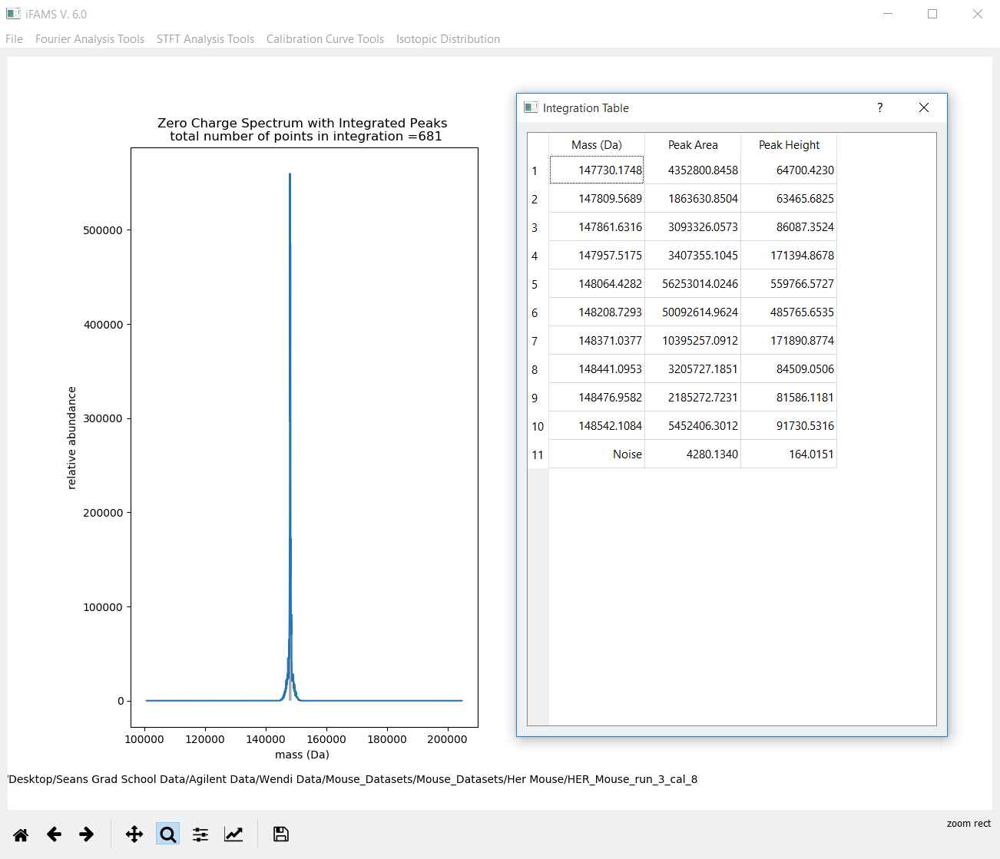 iFAMS V. 6.0
File Fourier Analysis Tools STFT Analysis Tools Calibration Curve Tools Isotopic Distribution
Zero Charge Spectrum with Integrated Peaks
total number of points in integration =681
500000
400000
300000
200000
100000
0
relative abundance
100000 120000 140000 160000 180000 200000
mass (Da)
Integration Table ?
Mass (Da) Peak Area Peak Height
1 147730.1748 4352800.8458 64700.4230
2 147809.5689 1863630.8504 63465.6825
3 147861.6316 3093326.0573 86087.3524
4 147957.5175 3407355.1045 171394.8678
5 148064.4282 56253014.0246 559766.5727
6 148208.7293 50092614.9624 485765.6535
7 148371.0377 10395257.0912 171890.8774
8 148441.0953 3205727.1851 84509.0506
9 148476.9582 2185272.7231 81586.1181
10 148542.1084 5452406.3012 91730.5316
11 Noise 4280.1340 164.0151
/Desktop/Seans Grad School Data/Agilent Data/Wendi Data/Mouse_Datasets/Mouse_Datasets/Her Mouse/HER_Mouse_run_3_cal_8
zoom rect